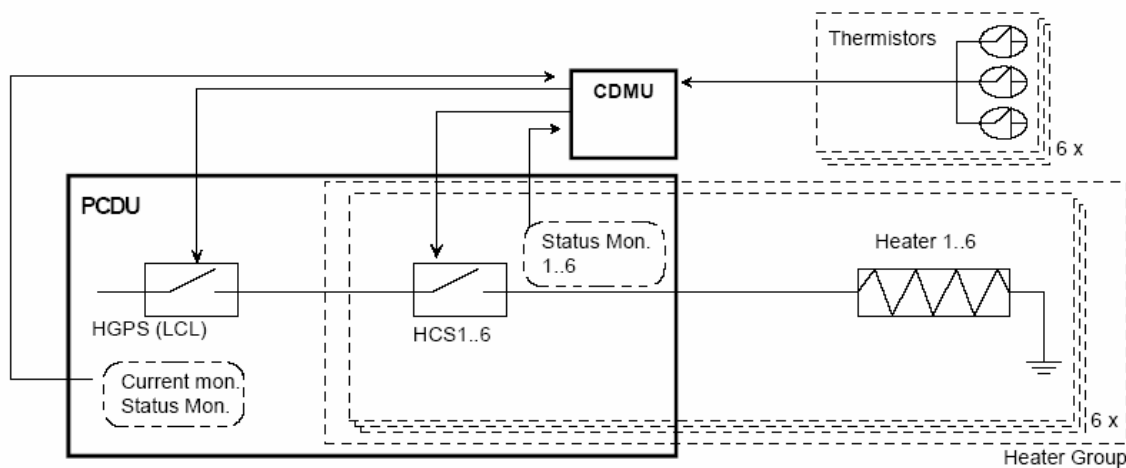 Thermistors
CDMU
6 x
PCDU
Status Mon.
1..6
Heater 1..6
HGPS (LCL)
HCS1..6
Current mon.
Status Mon.
6 x
Heater Group